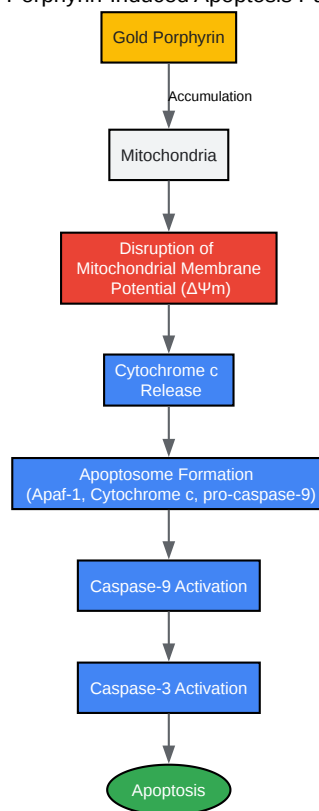 Porphyrin-Induced Apoptosis
Gold Porphyrin
Accumulation
Mitochondria
Disruption of
Mitochondrial Membrane
Potential (ΔΨm)
Cytochrome c
Release
Apoptosome Formation
(Apaf-1, Cytochrome c, pro-caspase-9)
Caspase-9 Activation
Caspase-3 Activation
Apoptosis